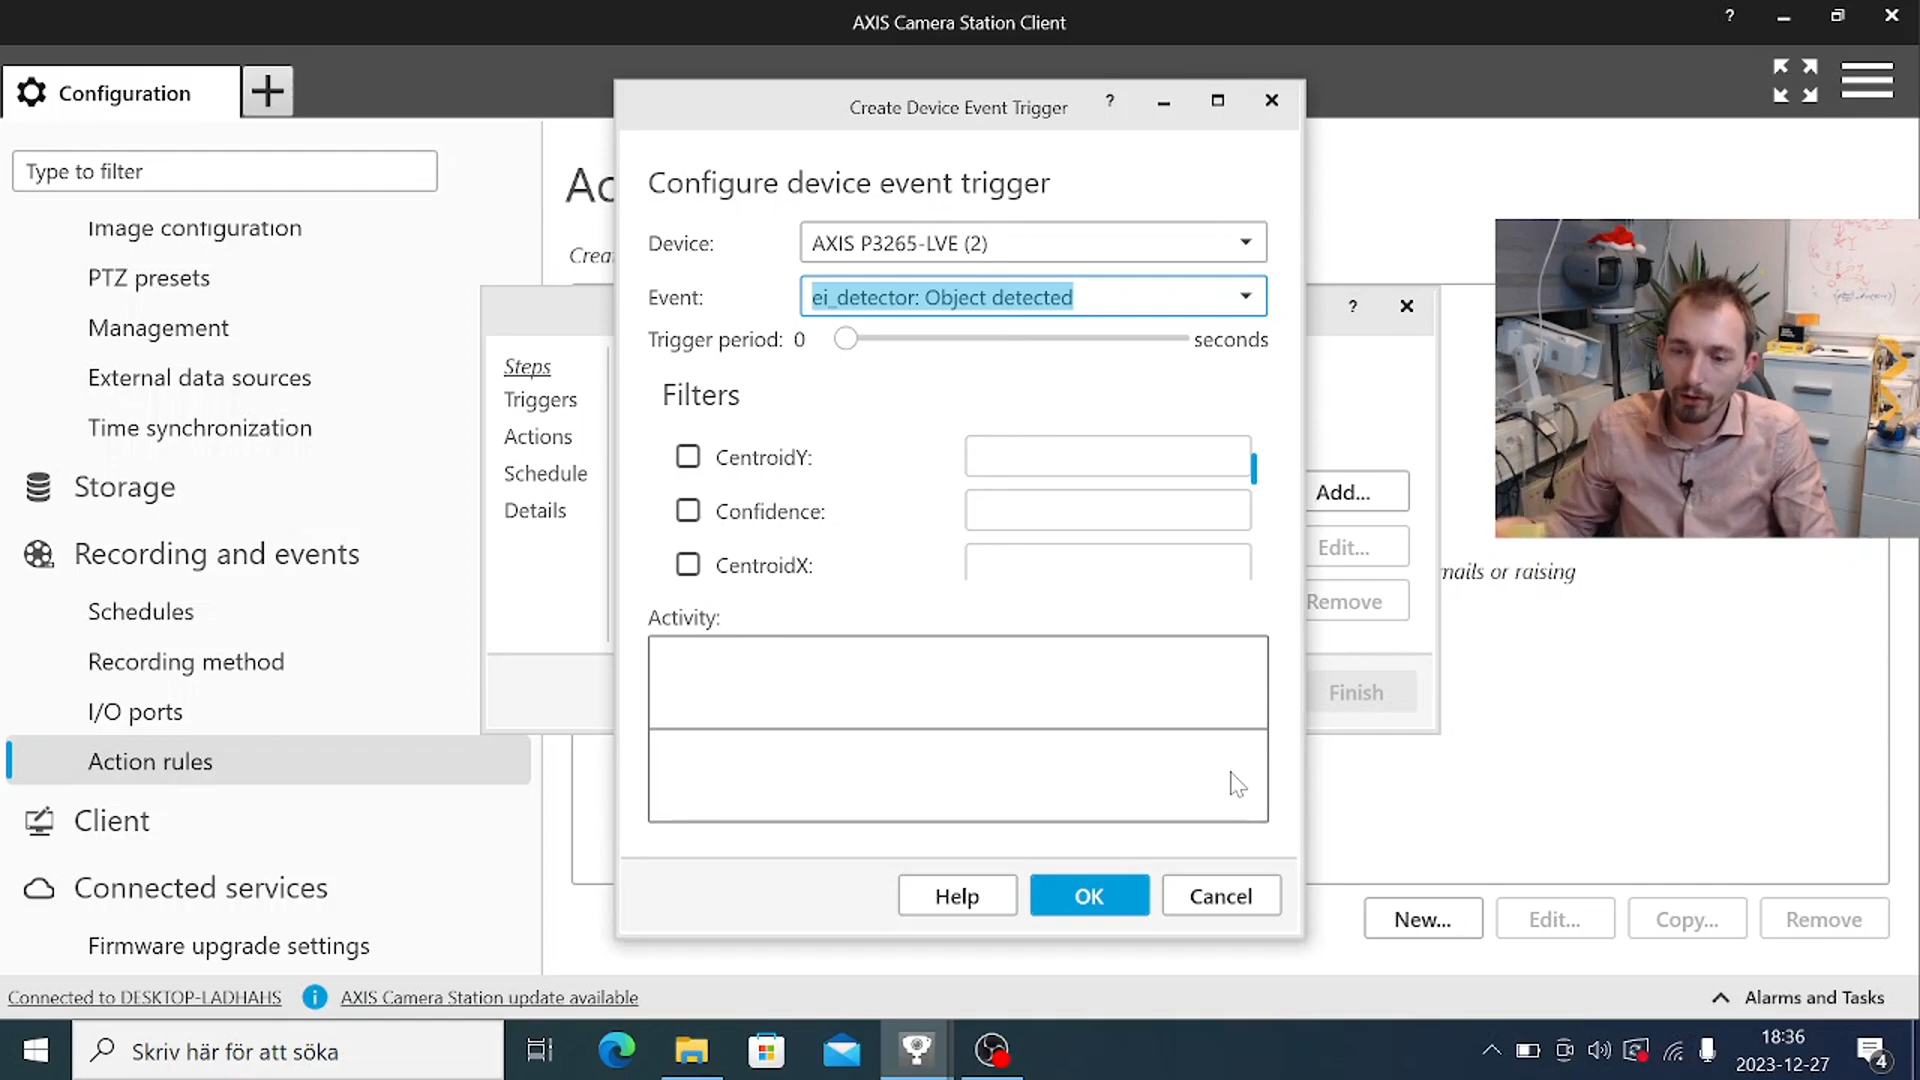 AXIS Camera Station Client
?
Configuration
Create Device Event Trigger
?
Type to filter
Image configuration
PTZ presets
Management
External data sources
Time synchronization
Storage
Recording and events
Schedules
Recording method
I/O ports
Action rules
Client
Connected services
Firmware upgrade settings
Ac
Crea
Steps
Triggers
Actions
Schedule
Details
Configure device event trigger
Device:
AXIS P3265-LVE (2)
Event:
ei_detector: Object detected
Trigger period: 0
seconds
Filters
CentroidY:
Confidence:
CentroidX:
Activity:
Help
OK
Cancel
?
Add...
Edit...
Remove
Finish
mails or raising
New...
Edit...
Copy...
Remove
Connected to DESKTOP-LADHAHS
AXIS Camera Station update available
Alarms and Tasks
Skriv här för att söka
18:36
2023-12-27
4